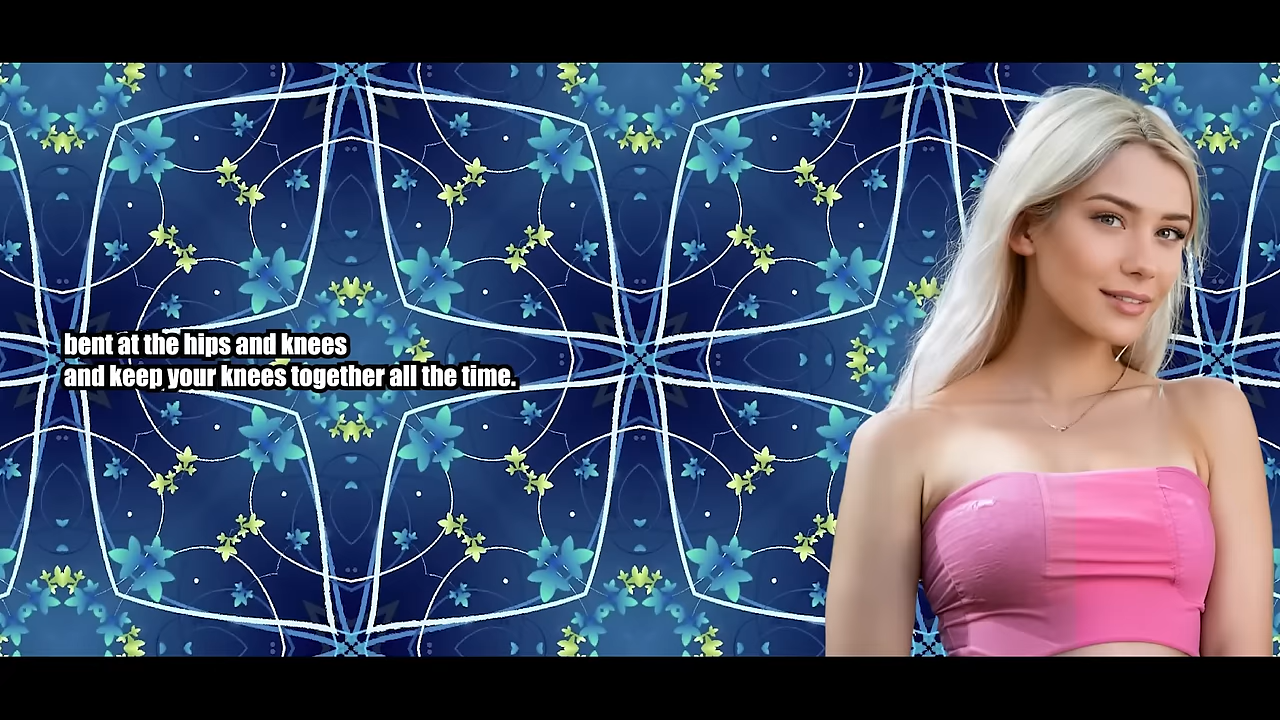 bent at the hips and knees
and keep your knees together all the time.